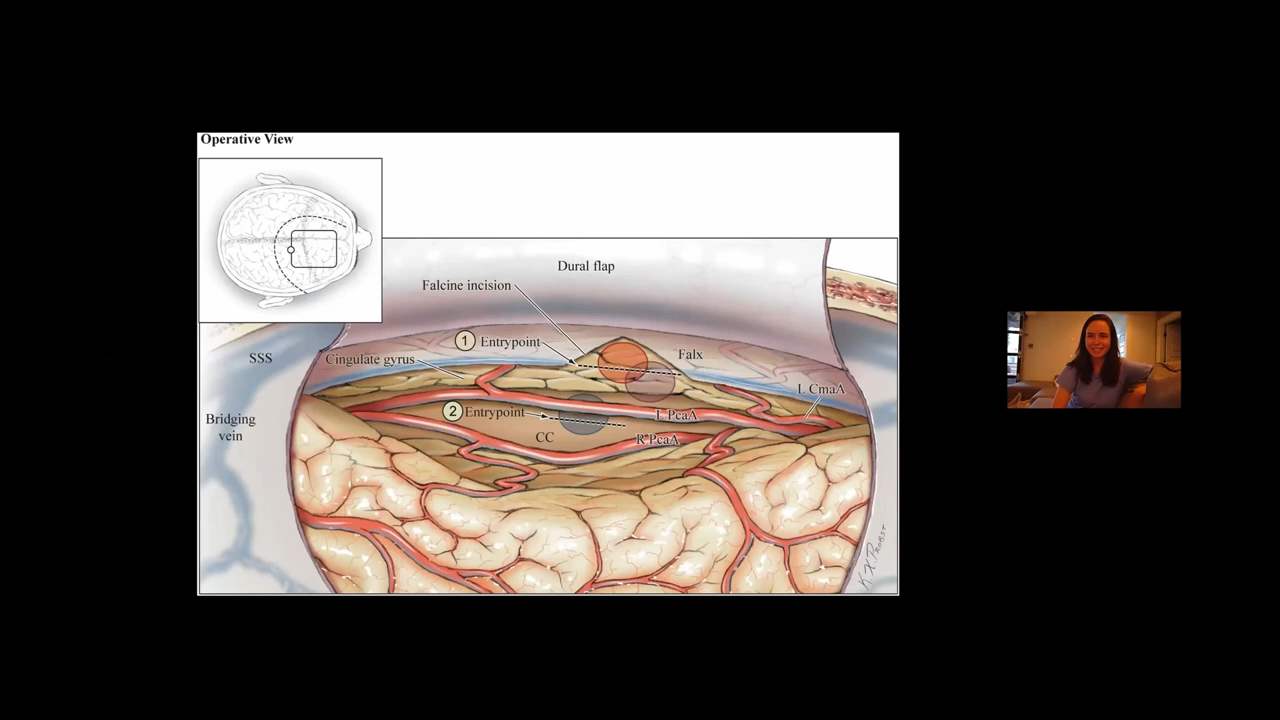 Operative View
Dural flap
Falcine incision
1 Entrypoint
Falx
Cingulate gyrus
SSS
L CmaA
2 Entrypoint
L PcaA
Bridging
vein
CC
R PcaA
K. X. Probst